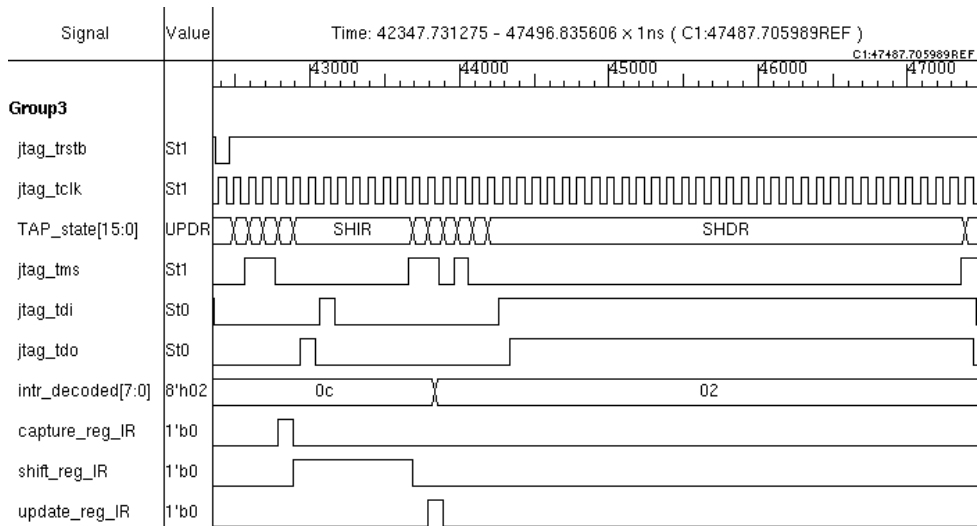 Signal Value Time: 42347.731275 - 47496.835606 x 1ns ( C1:47487.705989REF )
C1:47487.705989REF
43000 44000 45000 46000 47000
Group3
jtag_trstb St1
jtag_tclk St1
TAP_state[15:0] UPDR SHIR SHDR
jtag_tms St1
jtag_tdi St0
jtag_tdo St0
intr_decoded[7:0] 8'h02 0c 02
capture_reg_IR 1'b0
shift_reg_IR 1'b0
update_reg_IR 1'b0